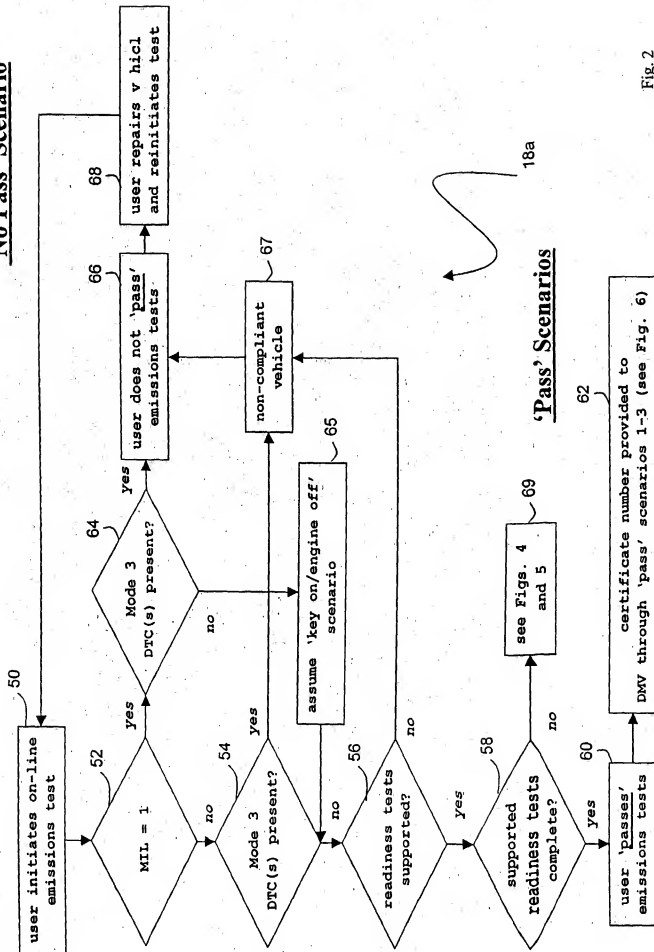 No Pass' Scenario
50
user initiates on-line
emissions test
52
MIL = 1
yes
no
64
Mode 3
DTC(s) present?
yes
no
66
user does not 'pass'
emissions tests
68
user repairs v hicl
and reinitiates test
54
Mode 3
DTC(s) present?
yes
no
65
assume 'key on/engine off'
scenario
67
non-compliant
vehicle
56
readiness tests
supported?
no
yes
58
supported
readiness tests
complete?
no
yes
69
see Figs. 4
and 5
60
user 'passes'
emissions tests
62
certificate number provided to
DMV through 'pass' scenarios 1-3 (see Fig. 6)
'Pass' Scenarios
18a
Fig. 2